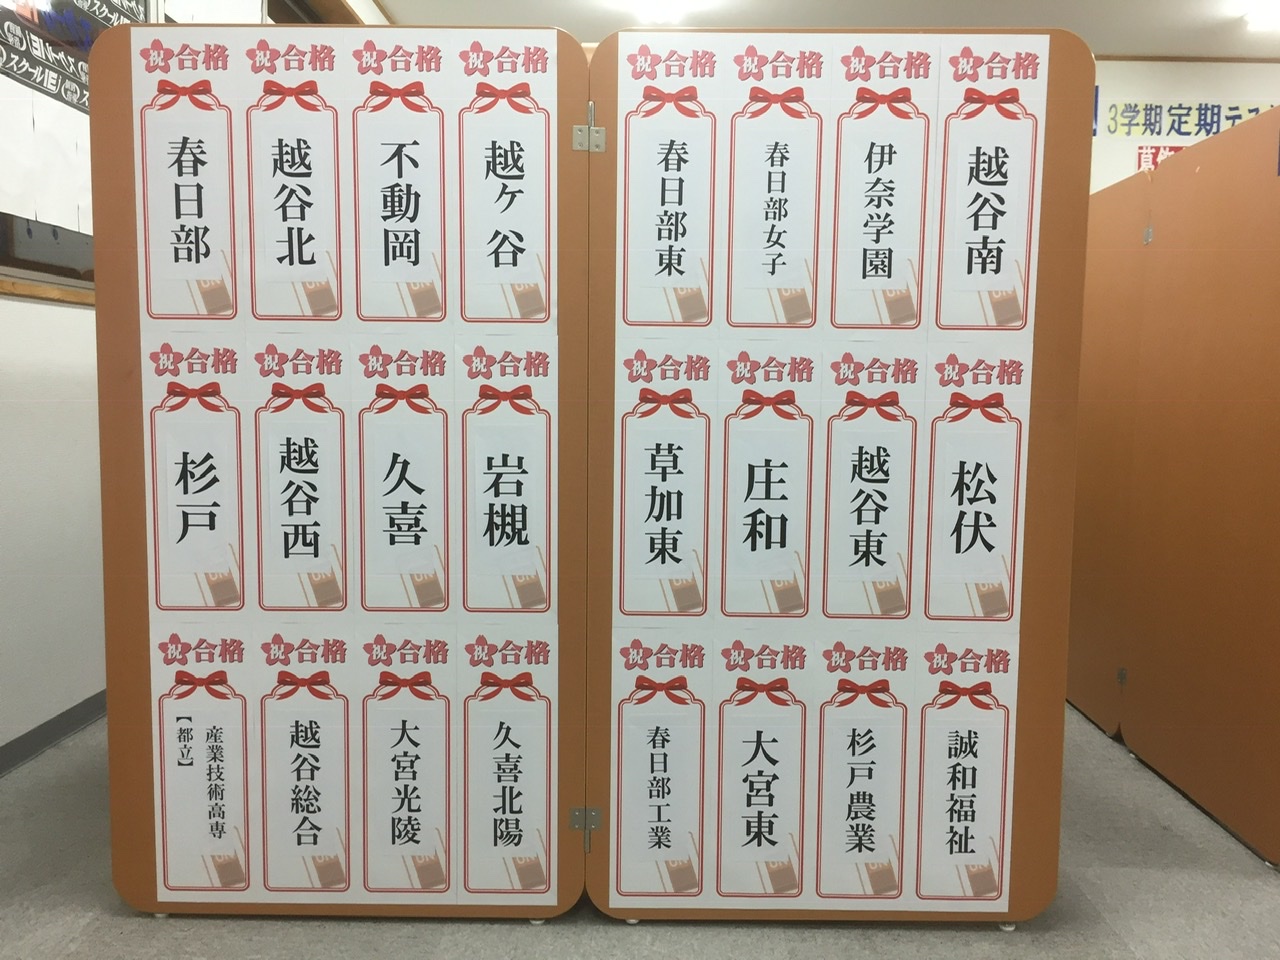 スクールIE
3学期定期テス
祝合格
春日部
祝合格
越谷北
祝合格
不動岡
祝合格
越ヶ谷
祝合格
春日部東
祝合格
春日部女子
祝合格
伊奈学園
祝合格
越谷南
祝合格
杉戸
祝合格
越谷西
祝合格
久喜
祝合格
岩槻
祝合格
草加東
祝合格
庄和
祝合格
越谷東
祝合格
松伏
祝合格
産業技術高専
【都立】
祝合格
越谷総合
祝合格
大宮光陵
祝合格
久喜北陽
祝合格
春日部工業
祝合格
大宮東
祝合格
杉戸農業
祝合格
誠和福祉